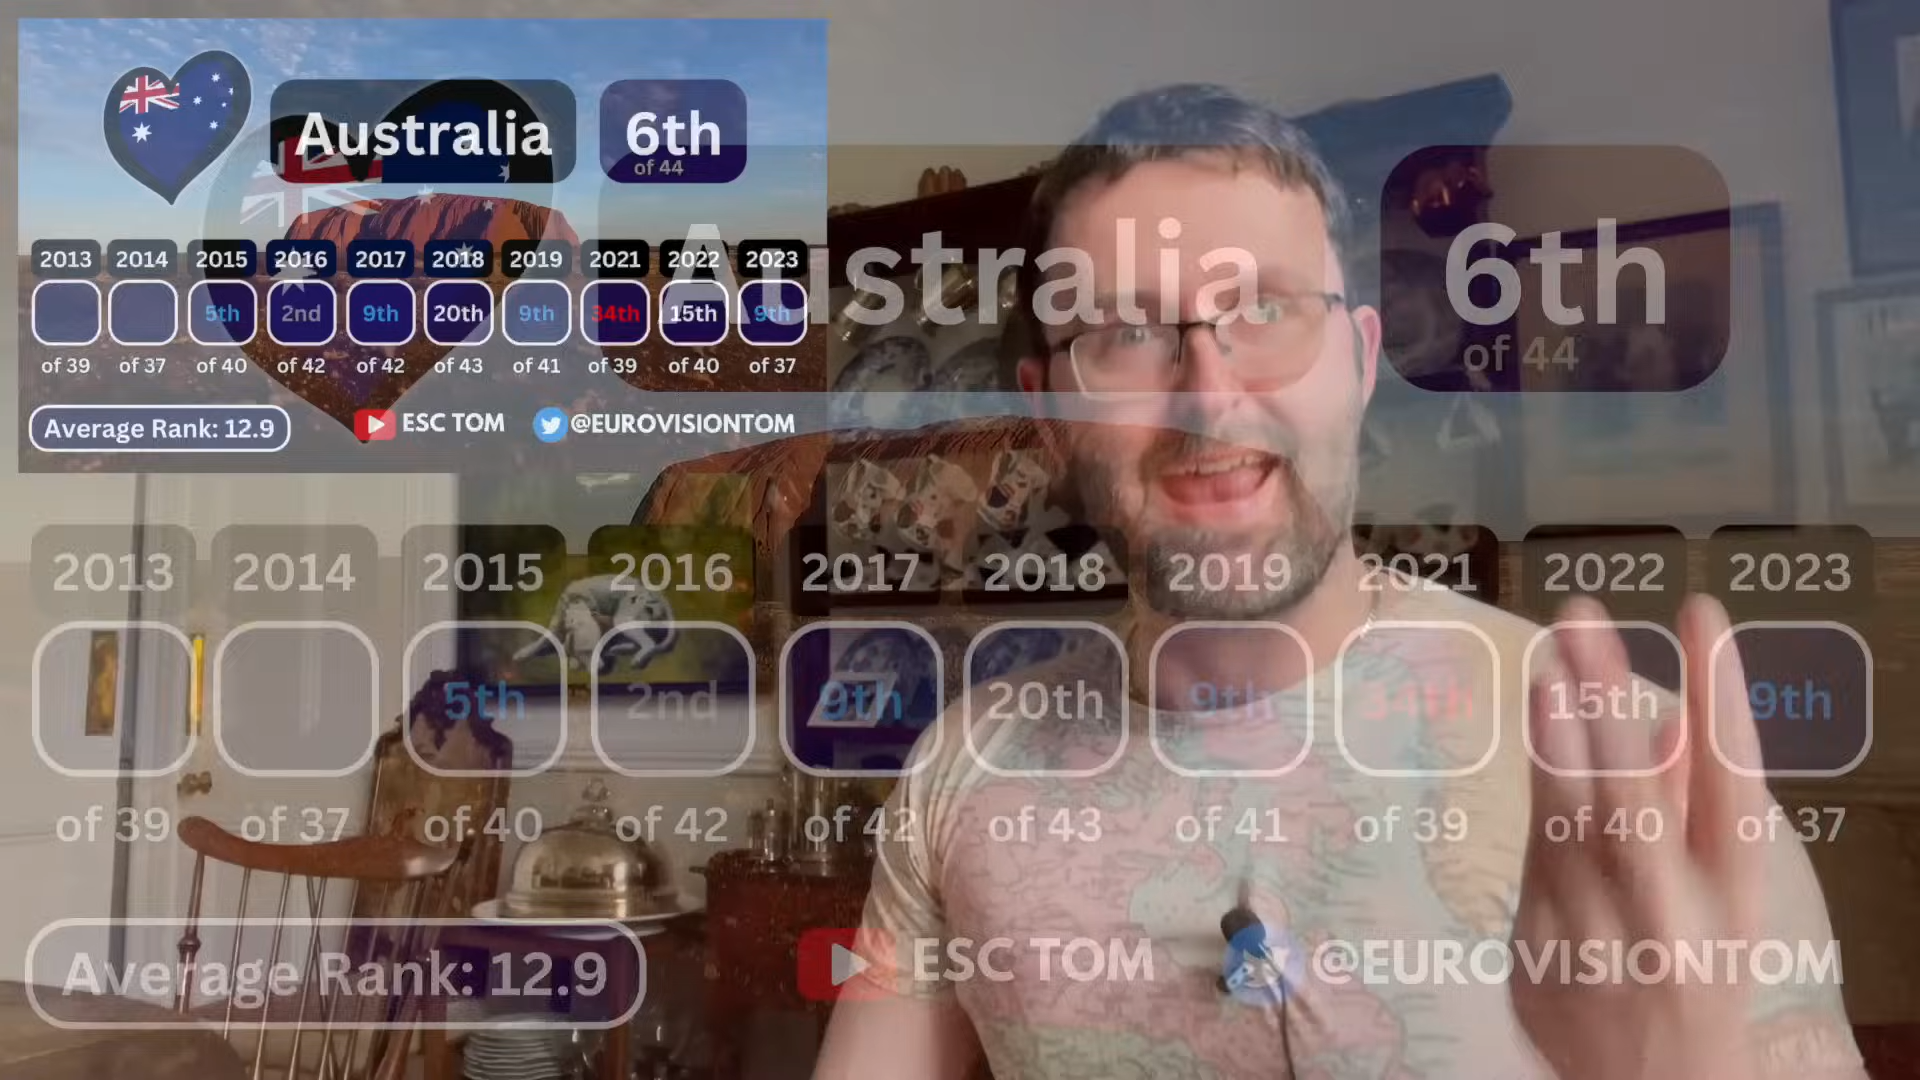 Australia 6th
of 44
2013 2014 2015 2016 2017 2018 2019 2021 2022 2023
5th 2nd 9th 20th 9th 34th 15th 9th
of 39 of 37 of 40 of 42 of 42 of 43 of 41 of 39 of 40 of 37
Average Rank: 12.9 ESC TOM @EUROVISIONTOM
Australia 6th
of 44
2013 2014 2015 2016 2017 2018 2019 2021 2022 2023
5th 2nd 9th 20th 9th 34th 15th 9th
of 39 of 37 of 40 of 42 of 42 of 43 of 41 of 39 of 40 of 37
Average Rank: 12.9 ESC TOM @EUROVISIONTOM